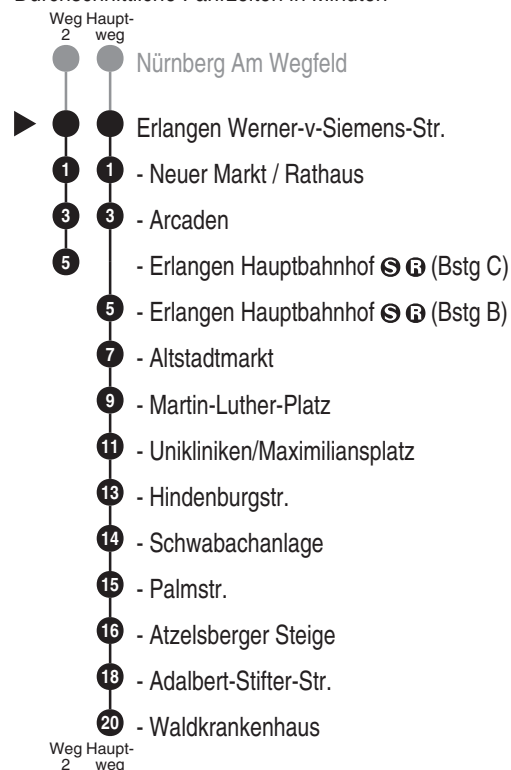 Durchschnittliche Fahrzeiten in Minuten
Weg Haupt-
2 weg
Nürnberg Am Wegfeld
Erlangen Werner-v-Siemens-Str.
1 1 - Neuer Markt / Rathaus
3 3 - Arcaden
5 - Erlangen Hauptbahnhof S R (Bstg C)
5 - Erlangen Hauptbahnhof S R (Bstg B)
7 - Altstadtmarkt
9 - Martin-Luther-Platz
11 - Unikliniken/Maximiliansplatz
13 - Hindenburgstr.
14 - Schwabachanlage
15 - Palmstr.
16 - Atzelsberger Steige
18 - Adalbert-Stifter-Str.
20 - Waldkrankenhaus
Weg Haupt-
2 weg